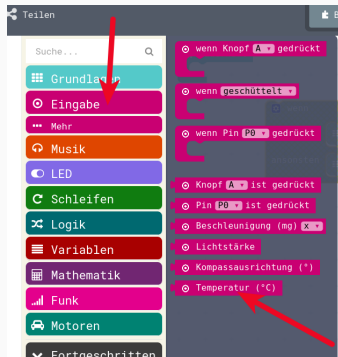 Teilen
Suche...
Grundlagen
Eingabe
Mehr
Musik
LED
Schleifen
Logik
Variablen
Mathematik
Funk
Motoren
Fortgeschritten
wenn Knopf A gedrückt
wenn geschüttelt
wenn Pin P0 gedrückt
Knopf A ist gedrückt
Pin P0 ist gedrückt
Beschleunigung (mg) x
Lichtstärke
Kompassausrichtung (°)
Temperatur (°C)